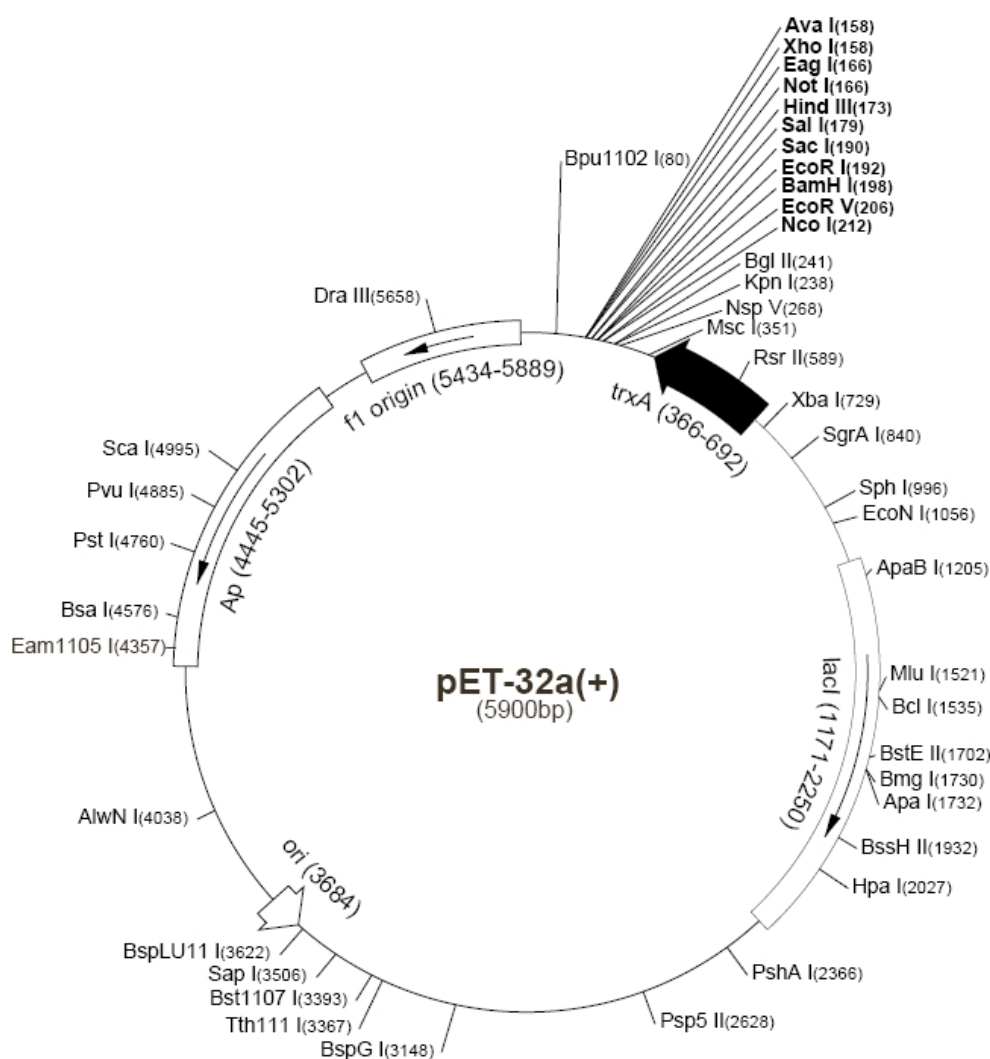 Ava I(158)
Xho I(158)
Eag I(166)
Not I(166)
Hind III(173)
Sal I(179)
Sac I(190)
EcoR I(192)
BamH I(198)
EcoR V(206)
Nco I(212)
Bpu1102 I(80)
Bgl II(241)
Kpn I(238)
Nsp V(268)
Msc I(351)
Rsr II(589)
Dra III(5658)
f1 origin (5434-5889)
trxA (366-692)
Xba I(729)
SgrA I(840)
Sph I(996)
EcoN I(1056)
ApaB I(1205)
Sca I(4995)
Pvu I(4885)
Pst I(4760)
Bsa I(4576)
Eam1105 I(4357)
Ap (4445-5302)
pET-32a(+)
(5900bp)
lacI (1171-2250)
Mlu I(1521)
Bcl I(1535)
BstE II(1702)
Bmg I(1730)
Apa I(1732)
BssH II(1932)
Hpa I(2027)
AlwN I(4038)
ori (3684)
BspLU11 I(3622)
Sap I(3506)
Bst1107 I(3393)
Tth111 I(3367)
BspG I(3148)
PshA I(2366)
Psp5 II(2628)